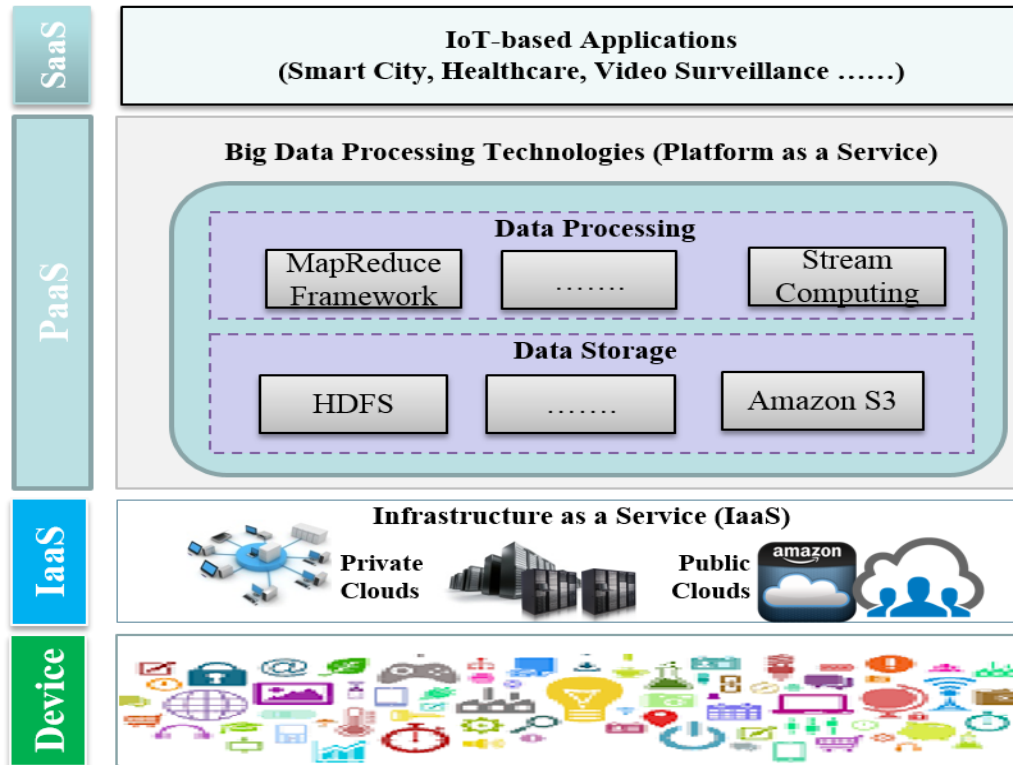 SaaS
IoT-based Applications
(Smart City, Healthcare, Video Surveillance ……)
PaaS
Big Data Processing Technologies (Platform as a Service)
Data Processing
MapReduce
Framework
…….
Stream
Computing
Data Storage
HDFS
…….
Amazon S3
IaaS
Infrastructure as a Service (IaaS)
Private
Clouds
Public
Clouds
amazon
Device